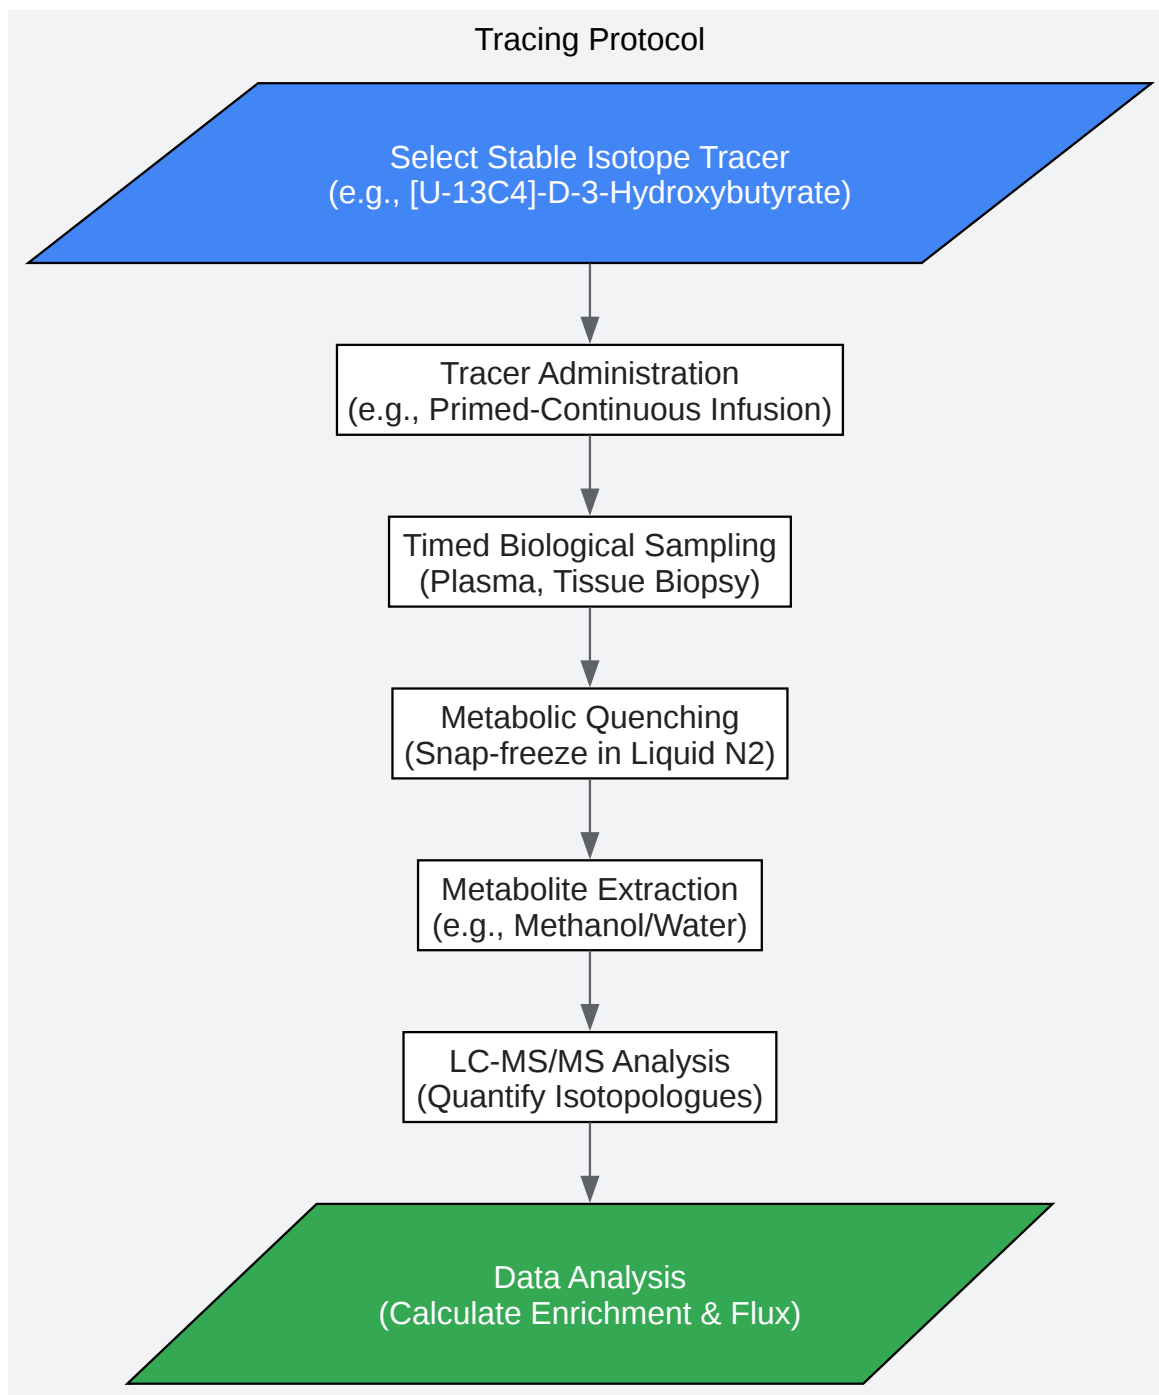 Tracing Protocol
Select Stable Isotope Tracer
(e.g., [U-13C4]-D-3-Hydroxybutyrate)
Tracer Administration
(e.g., Primed-Continuous Infusion)
Timed Biological Sampling
(Plasma, Tissue Biopsy)
Metabolic Quenching
(Snap-freeze in Liquid N2)
Metabolite Extraction
(e.g., Methanol/Water)
LC-MS/MS Analysis
(Quantify Isotopologues)
Data Analysis
(Calculate Enrichment & Flux)